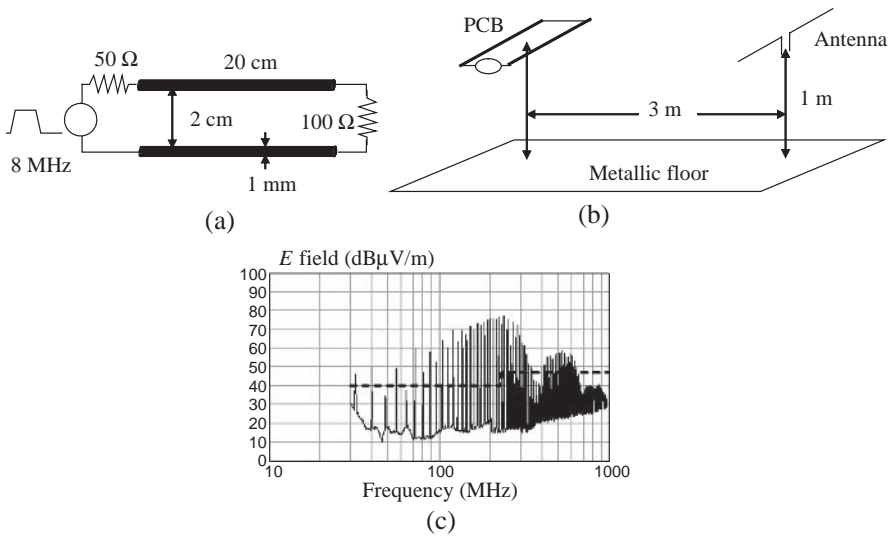 50 Ω
20 cm
2 cm
100 Ω
8 MHz
1 mm
(a)
PCB
Antenna
3 m
1 m
Metallic floor
(b)
E field (dBμV/m)
100
90
80
70
60
50
40
30
20
10
0
10
100
1000
Frequency (MHz)
(c)